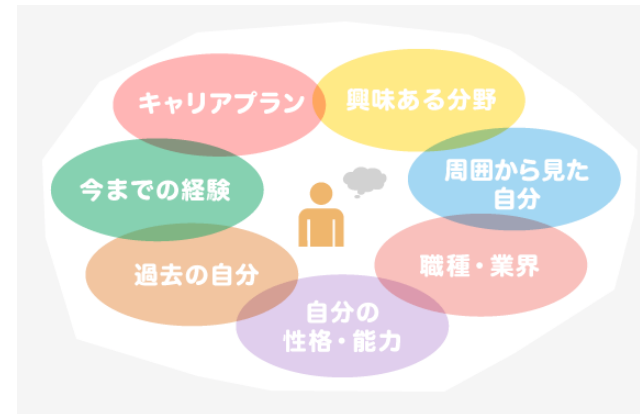 キャリアプラン
興味ある分野
周囲から見た
自分
今までの経験
過去の自分
職種・業界
自分の
性格・能力